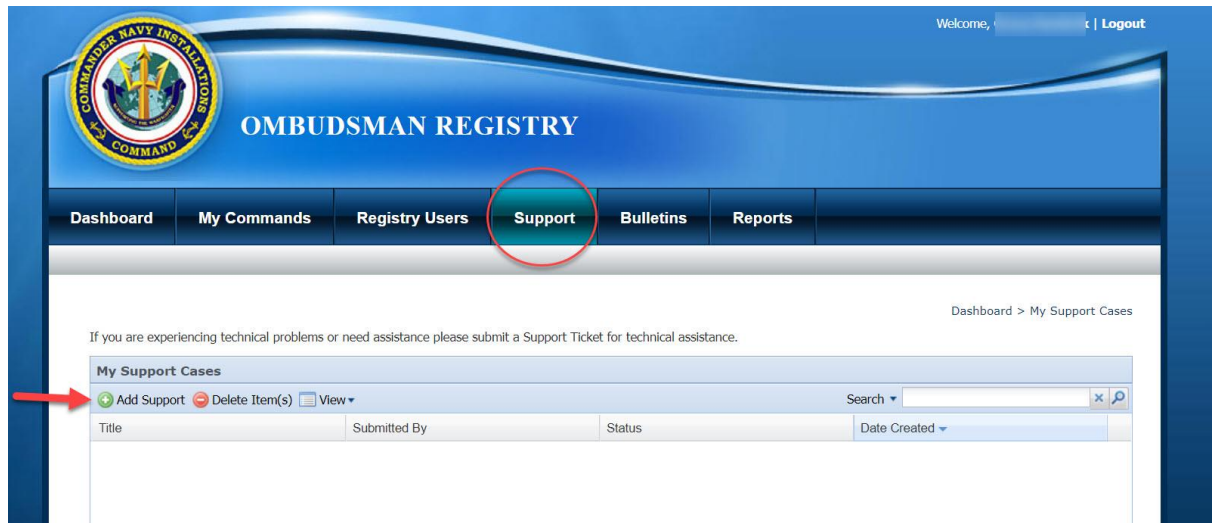 Welcome, | Logout
COMMANDER NAVY INSTALLATIONS
COMMAND
OMBUDSMAN REGISTRY
Dashboard My Commands Registry Users Support Bulletins Reports
Dashboard > My Support Cases
If you are experiencing technical problems or need assistance please submit a Support Ticket for technical assistance.
My Support Cases
Add Support Delete Item(s) View Search
Title Submitted By Status Date Created